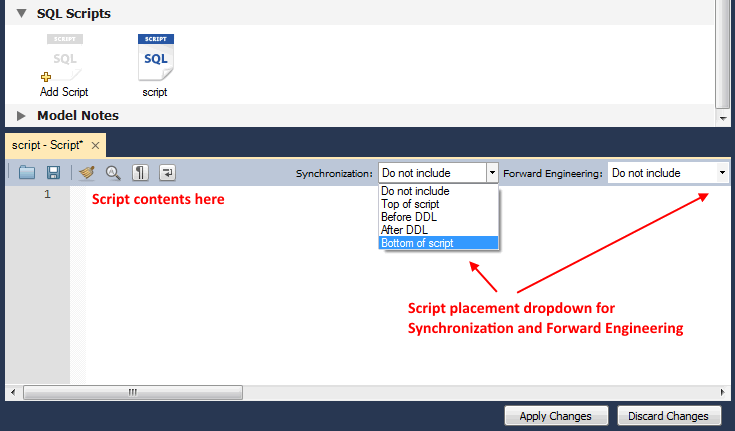 SQL Scripts
SCRIPT
SQL
Add Script
SCRIPT
SQL
script
Model Notes
script - Script*
Synchronization: Do not include Forward Engineering: Do not include
1 Script contents here
Do not include
Top of script
Before DDL
After DDL
Bottom of script
Script placement dropdown for
Synchronization and Forward Engineering
Apply Changes Discard Changes